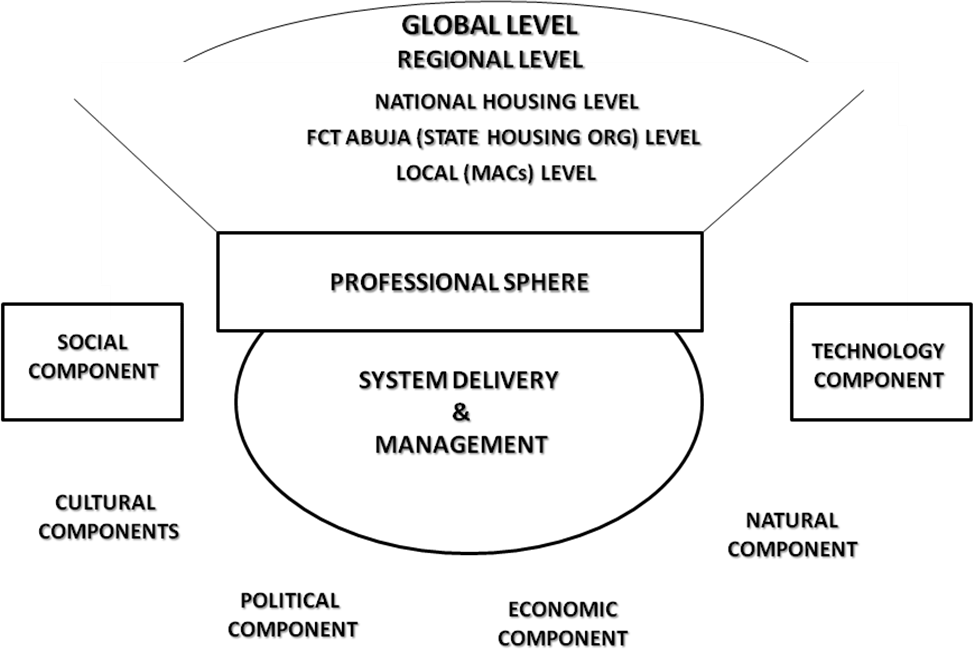 GLOBAL LEVEL
REGIONAL LEVEL
NATIONAL HOUSING LEVEL
FCT ABUJA (STATE HOUSING ORG) LEVEL
LOCAL (MACs) LEVEL
PROFESSIONAL SPHERE
SOCIAL
COMPONENT
SYSTEM DELIVERY
&
MANAGEMENT
TECHNOLOGY
COMPONENT
CULTURAL
COMPONENTS
NATURAL
COMPONENT
POLITICAL
COMPONENT
ECONOMIC
COMPONENT